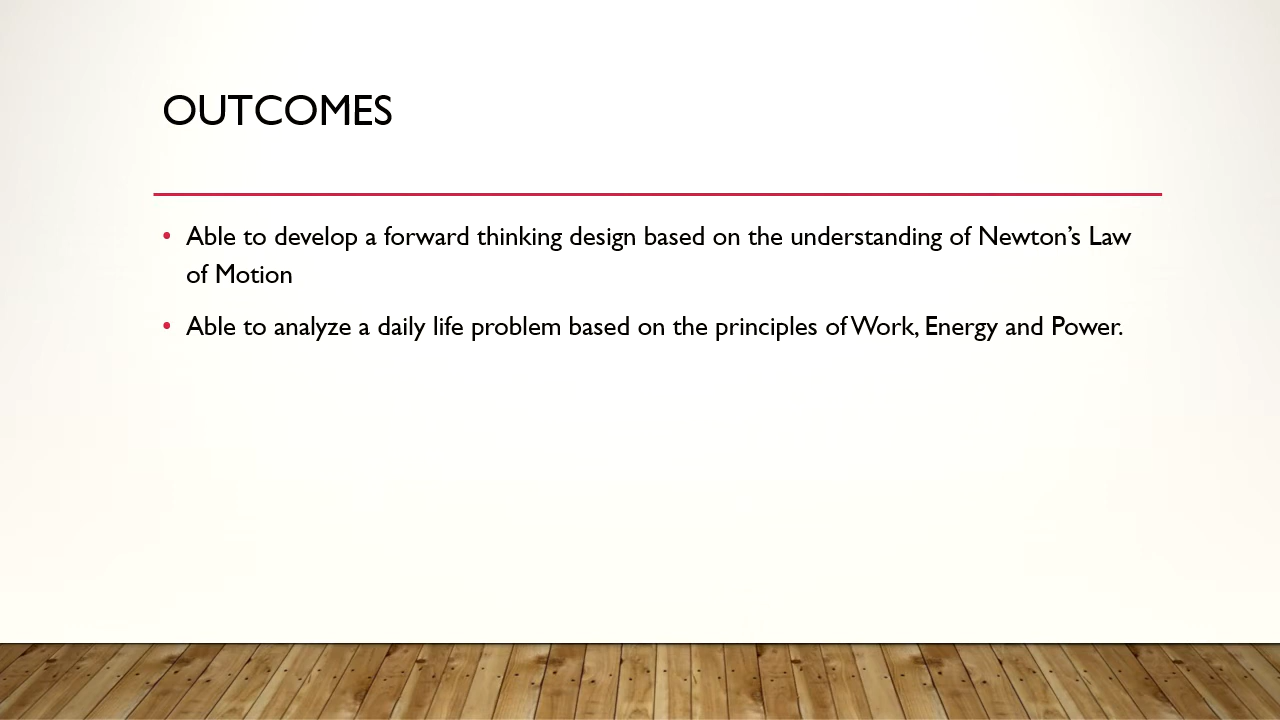 OUTCOMES
• Able to develop a forward thinking design based on the understanding of Newton’s Law
of Motion
• Able to analyze a daily life problem based on the principles of Work, Energy and Power.